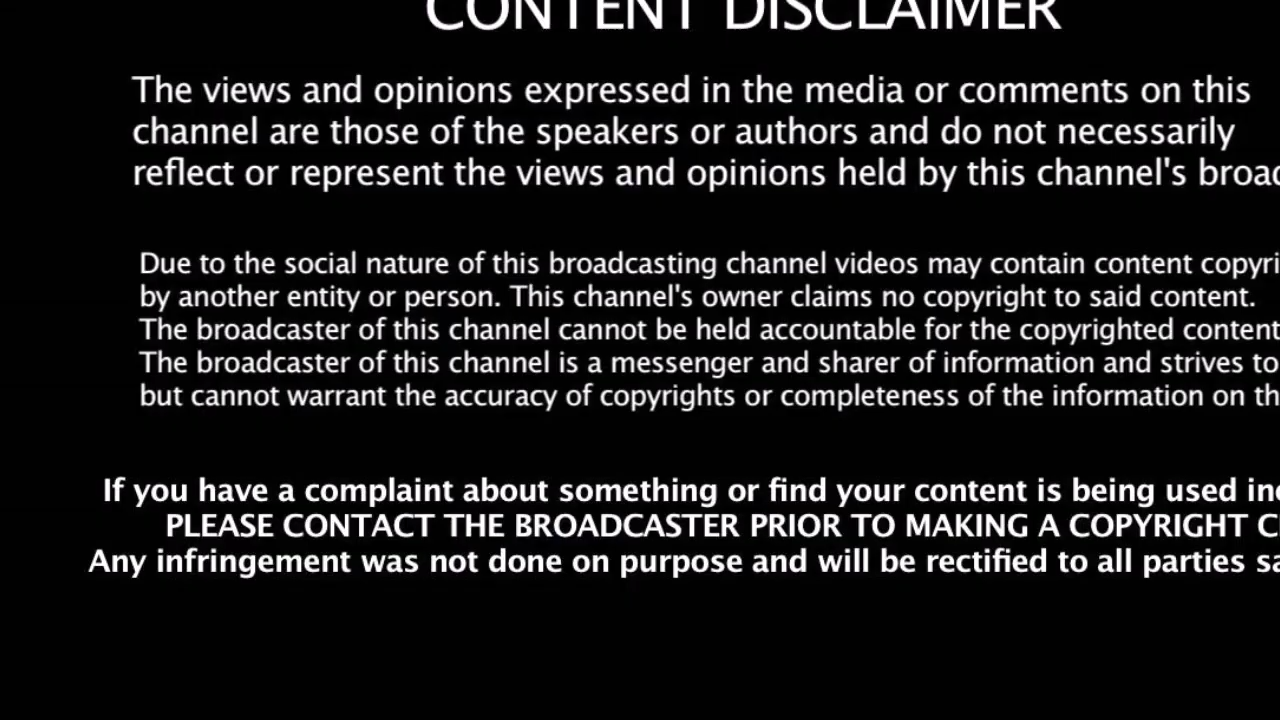 CONTENT DISCLAIMER
The views and opinions expressed in the media or comments on this
channel are those of the speakers or authors and do not necessarily
reflect or represent the views and opinions held by this channel's broad
Due to the social nature of this broadcasting channel videos may contain content copyri
by another entity or person. This channel's owner claims no copyright to said content.
The broadcaster of this channel cannot be held accountable for the copyrighted content
The broadcaster of this channel is a messenger and sharer of information and strives to
but cannot warrant the accuracy of copyrights or completeness of the information on th
If you have a complaint about something or find your content is being used in
PLEASE CONTACT THE BROADCASTER PRIOR TO MAKING A COPYRIGHT C
Any infringement was not done on purpose and will be rectified to all parties sa